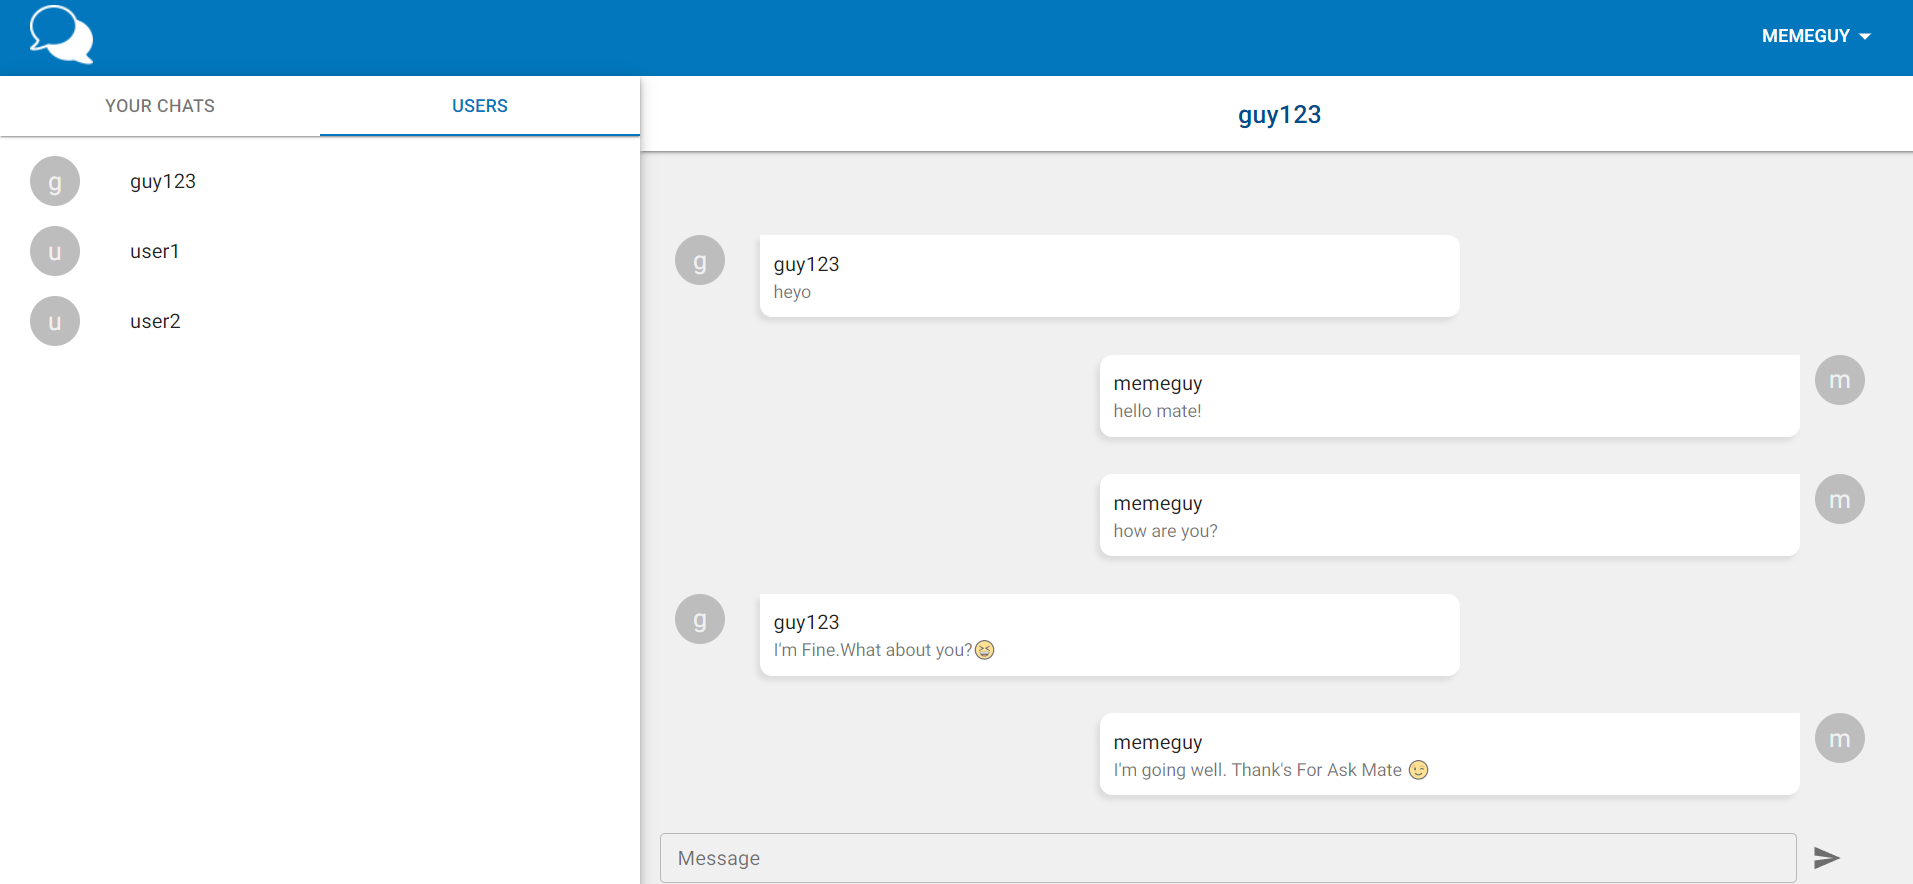 MEMEGUY
YOUR CHATS
USERS
g
guy123
u
user1
u
user2
guy123
g
guy123
heyo
memeguy
hello mate!
m
memeguy
how are you?
m
g
guy123
I'm Fine.What about you?😆
memeguy
I'm going well. Thank's For Ask Mate 😉
m
Message